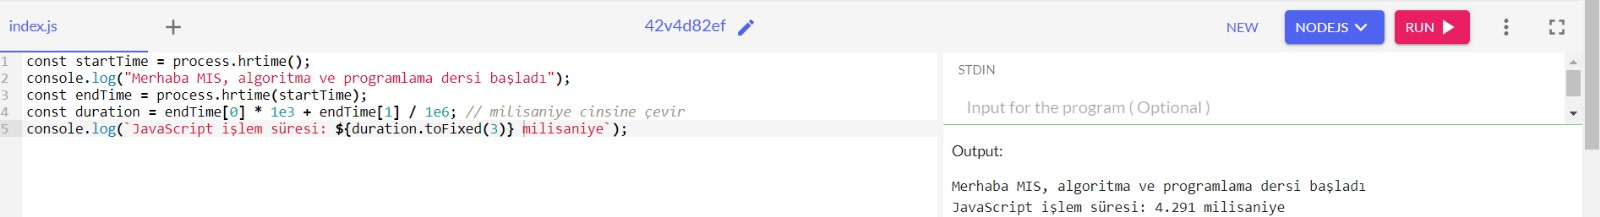 index.js
+
42v4d82ef
NEW
NODEJS
RUN
1 const startTime = process.hrtime();
2 console.log("Merhaba MIS, algoritma ve programlama dersi başladı");
3 const endTime = process.hrtime(startTime);
4 const duration = endTime[0] * 1e3 + endTime[1] / 1e6; // milisaniye cinsine çevir
5 console.log(`JavaScript işlem süresi: ${duration.toFixed(3)} milisaniye`);
STDIN
Input for the program ( Optional )
Output:
Merhaba MIS, algoritma ve programlama dersi başladı
JavaScript işlem süresi: 4.291 milisaniye